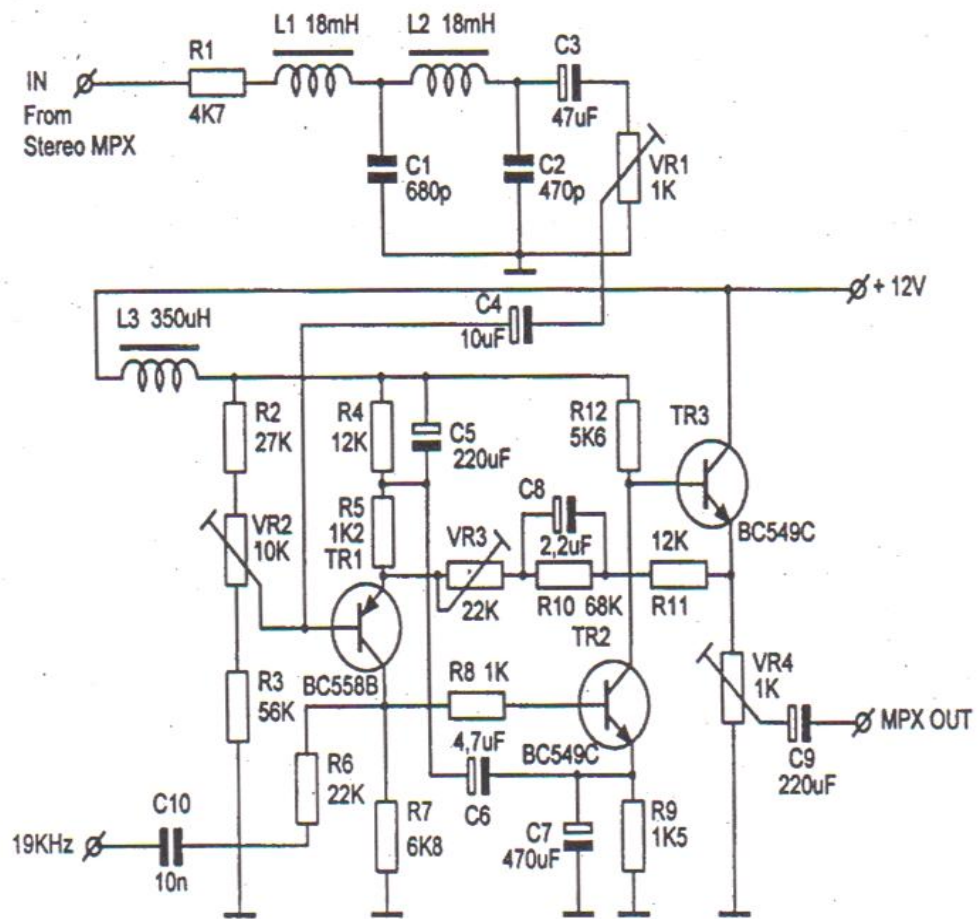 L1 18mH
L2 18mH
C3
R1
IN
4K7
47uF
From
Stereo MPX
C1
680p
C2
470p
VR1
1K
+ 12V
C4
10uF
L3 350uH
R2
27K
R4
12K
C5
220uF
R12
5K6
TR3
R5
1K2
C8
VR2
10K
TR1
VR3
2,2uF
12K
BC549C
22K
R10 68K
R11
TR2
VR4
1K
R3
56K
BC558B
R8 1K
MPX OUT
4,7uF
BC549C
C9
220uF
R6
22K
C6
C10
R7
6K8
C7
470uF
R9
1K5
19KHz
10n